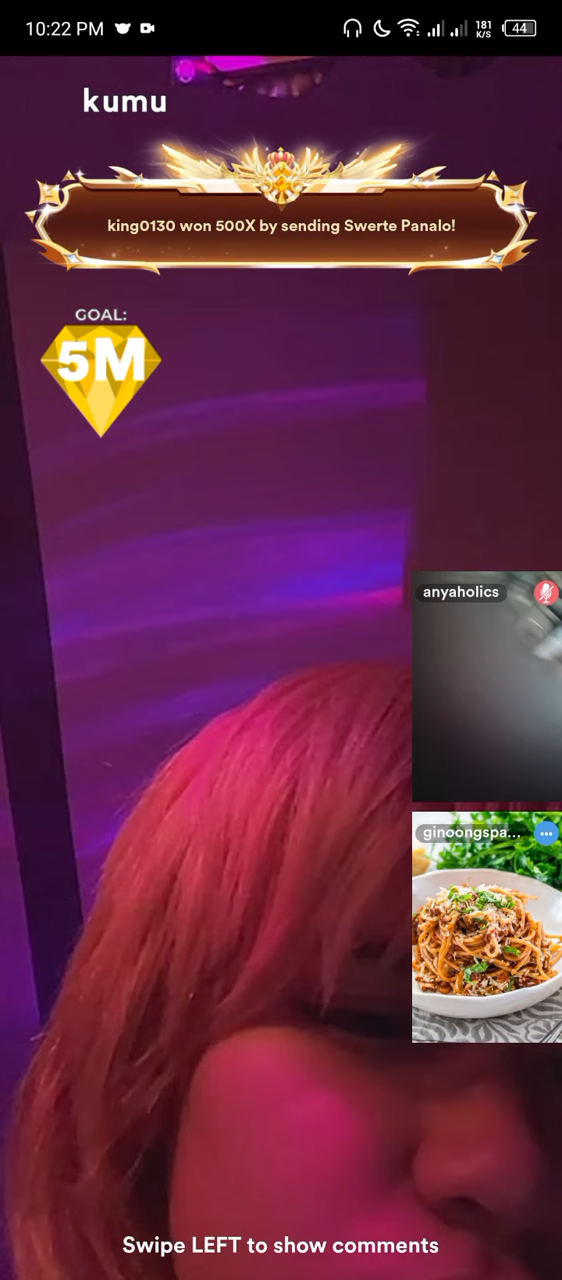 10:22 PM
181
K/S
44
kumu
king0130 won 500X by sending Swerte Panalo!
GOAL:
5M
anyaholics
ginoongspa...
Swipe LEFT to show comments